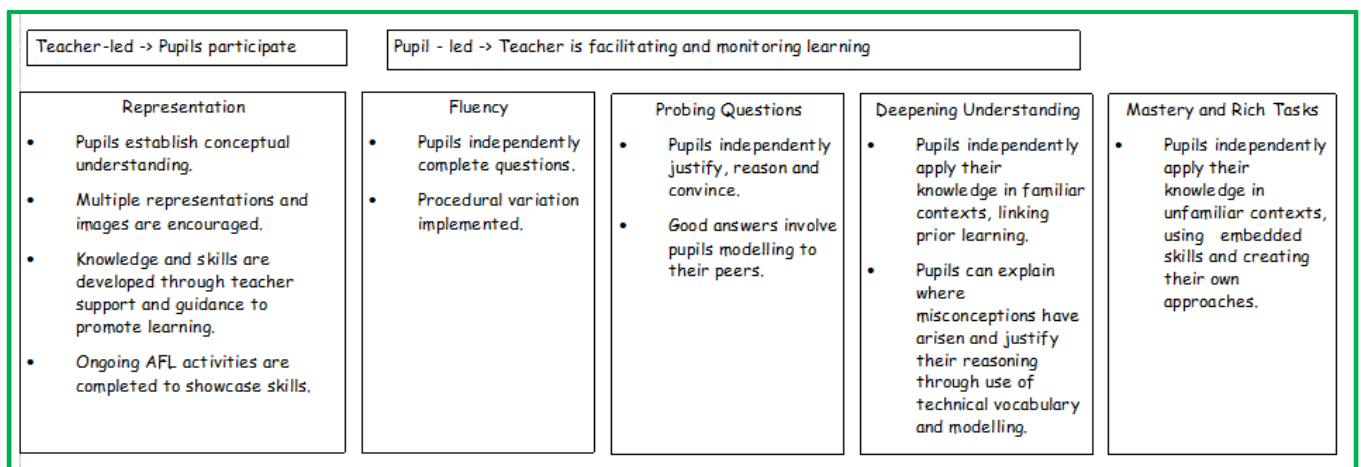 Teacher-led -> Pupils participate
Pupil - led -> Teacher is facilitating and monitoring learning
Representation
• Pupils establish conceptual
understanding.
• Multiple representations and
images are encouraged.
• Knowledge and skills are
developed through teacher
support and guidance to
promote learning.
• Ongoing AFL activities are
completed to showcase skills.
Fluency
• Pupils independently
complete questions.
• Procedural variation
implemented.
Probing Questions
• Pupils independently
justify, reason and
convince.
• Good answers involve
pupils modelling to
their peers.
Deepening Understanding
• Pupils independently
apply their
knowledge in familiar
contexts, linking
prior learning.
• Pupils can explain
where
misconceptions have
arisen and justify
their reasoning
through use of
technical vocabulary
and modelling.
Mastery and Rich Tasks
• Pupils independently
apply their
knowledge in
unfamiliar contexts,
using embedded
skills and creating
their own
approaches.